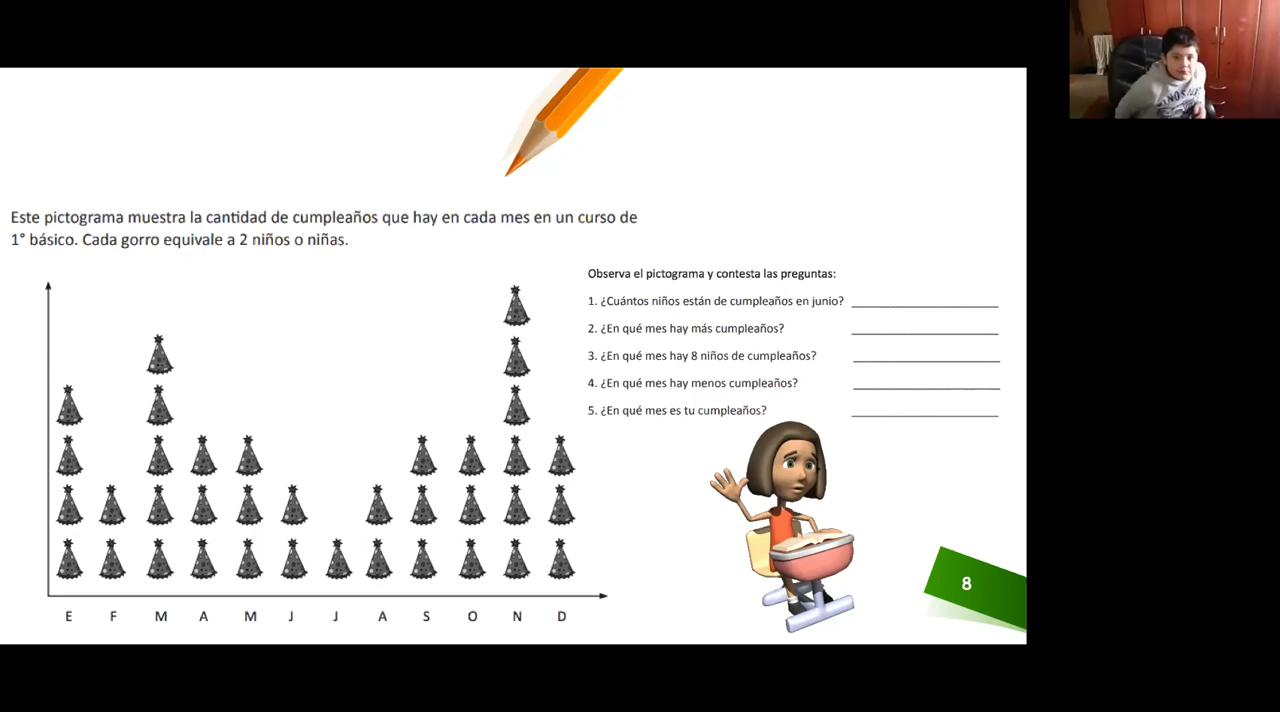 Este pictograma muestra la cantidad de cumpleaños que hay en cada mes en un curso de
1° básico. Cada gorro equivale a 2 niños o niñas.
Observa el pictograma y contesta las preguntas:
1. ¿Cuántos niños están de cumpleaños en junio?
2. ¿En qué mes hay más cumpleaños?
3. ¿En qué mes hay 8 niños de cumpleaños?
4. ¿En qué mes hay menos cumpleaños?
5. ¿En qué mes es tu cumpleaños?
E F M A M J J A S O N D
8